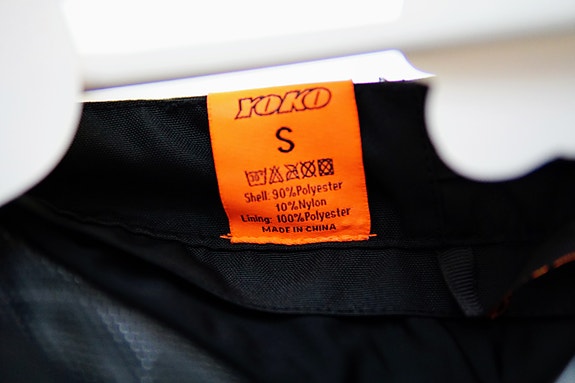 YOKO
S
Shell: 90%Polyester
10%Nylon
Lining: 100%Polyester
MADE IN CHINA